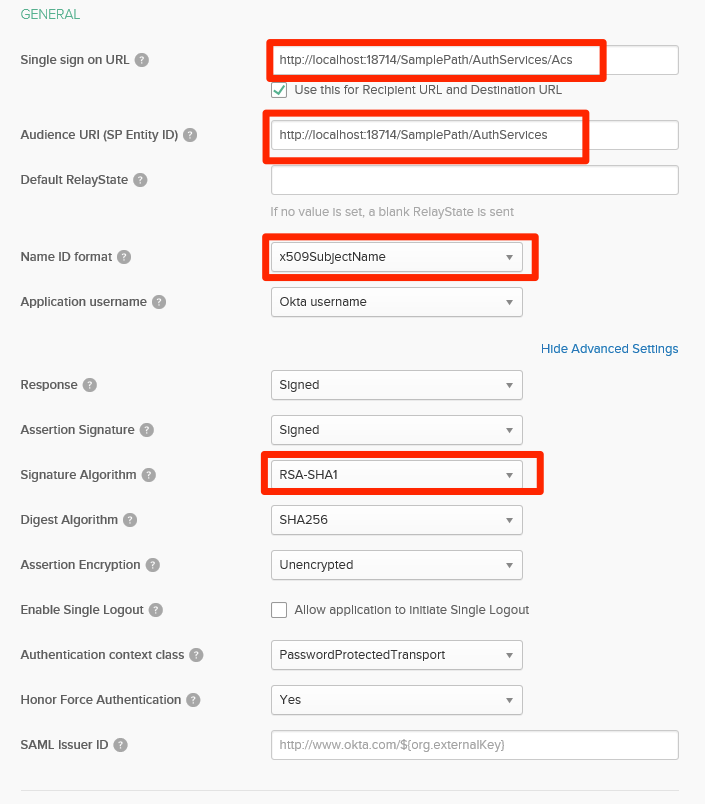 GENERAL
Single sign on URL ? http://localhost:18714/SamplePath/AuthServices/Acs
Use this for Recipient URL and Destination URL
Audience URI (SP Entity ID) ? http://localhost:18714/SamplePath/AuthServices
Default RelayState ?
If no value is set, a blank RelayState is sent
Name ID format ? x509SubjectName
Application username ? Okta username
Hide Advanced Settings
Response ? Signed
Assertion Signature ? Signed
Signature Algorithm ? RSA-SHA1
Digest Algorithm ? SHA256
Assertion Encryption ? Unencrypted
Enable Single Logout ? Allow application to initiate Single Logout
Authentication context class ? PasswordProtectedTransport
Honor Force Authentication ? Yes
SAML Issuer ID ? http://www.okta.com/${org.externalKey}